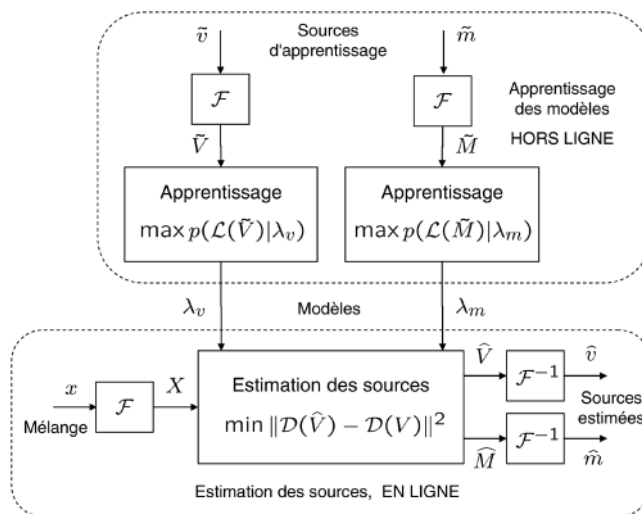 ṽ Sources m̃
d'apprentissage
ℱ ℱ
Apprentissage
des modèles
HORS LIGNE
Ṽ M̃
Apprentissage Apprentissage
max p(ℒ(Ṽ)|λ_v) max p(ℒ(M̃)|λ_m)
λ_v Modèles λ_m
x ℱ X
Mélange
Estimation des sources
min ‖𝒟(V̂) − 𝒟(V)‖²
V̂ ℱ⁻¹ v̂
Sources
estimées
M̂ ℱ⁻¹ m̂
Estimation des sources, EN LIGNE